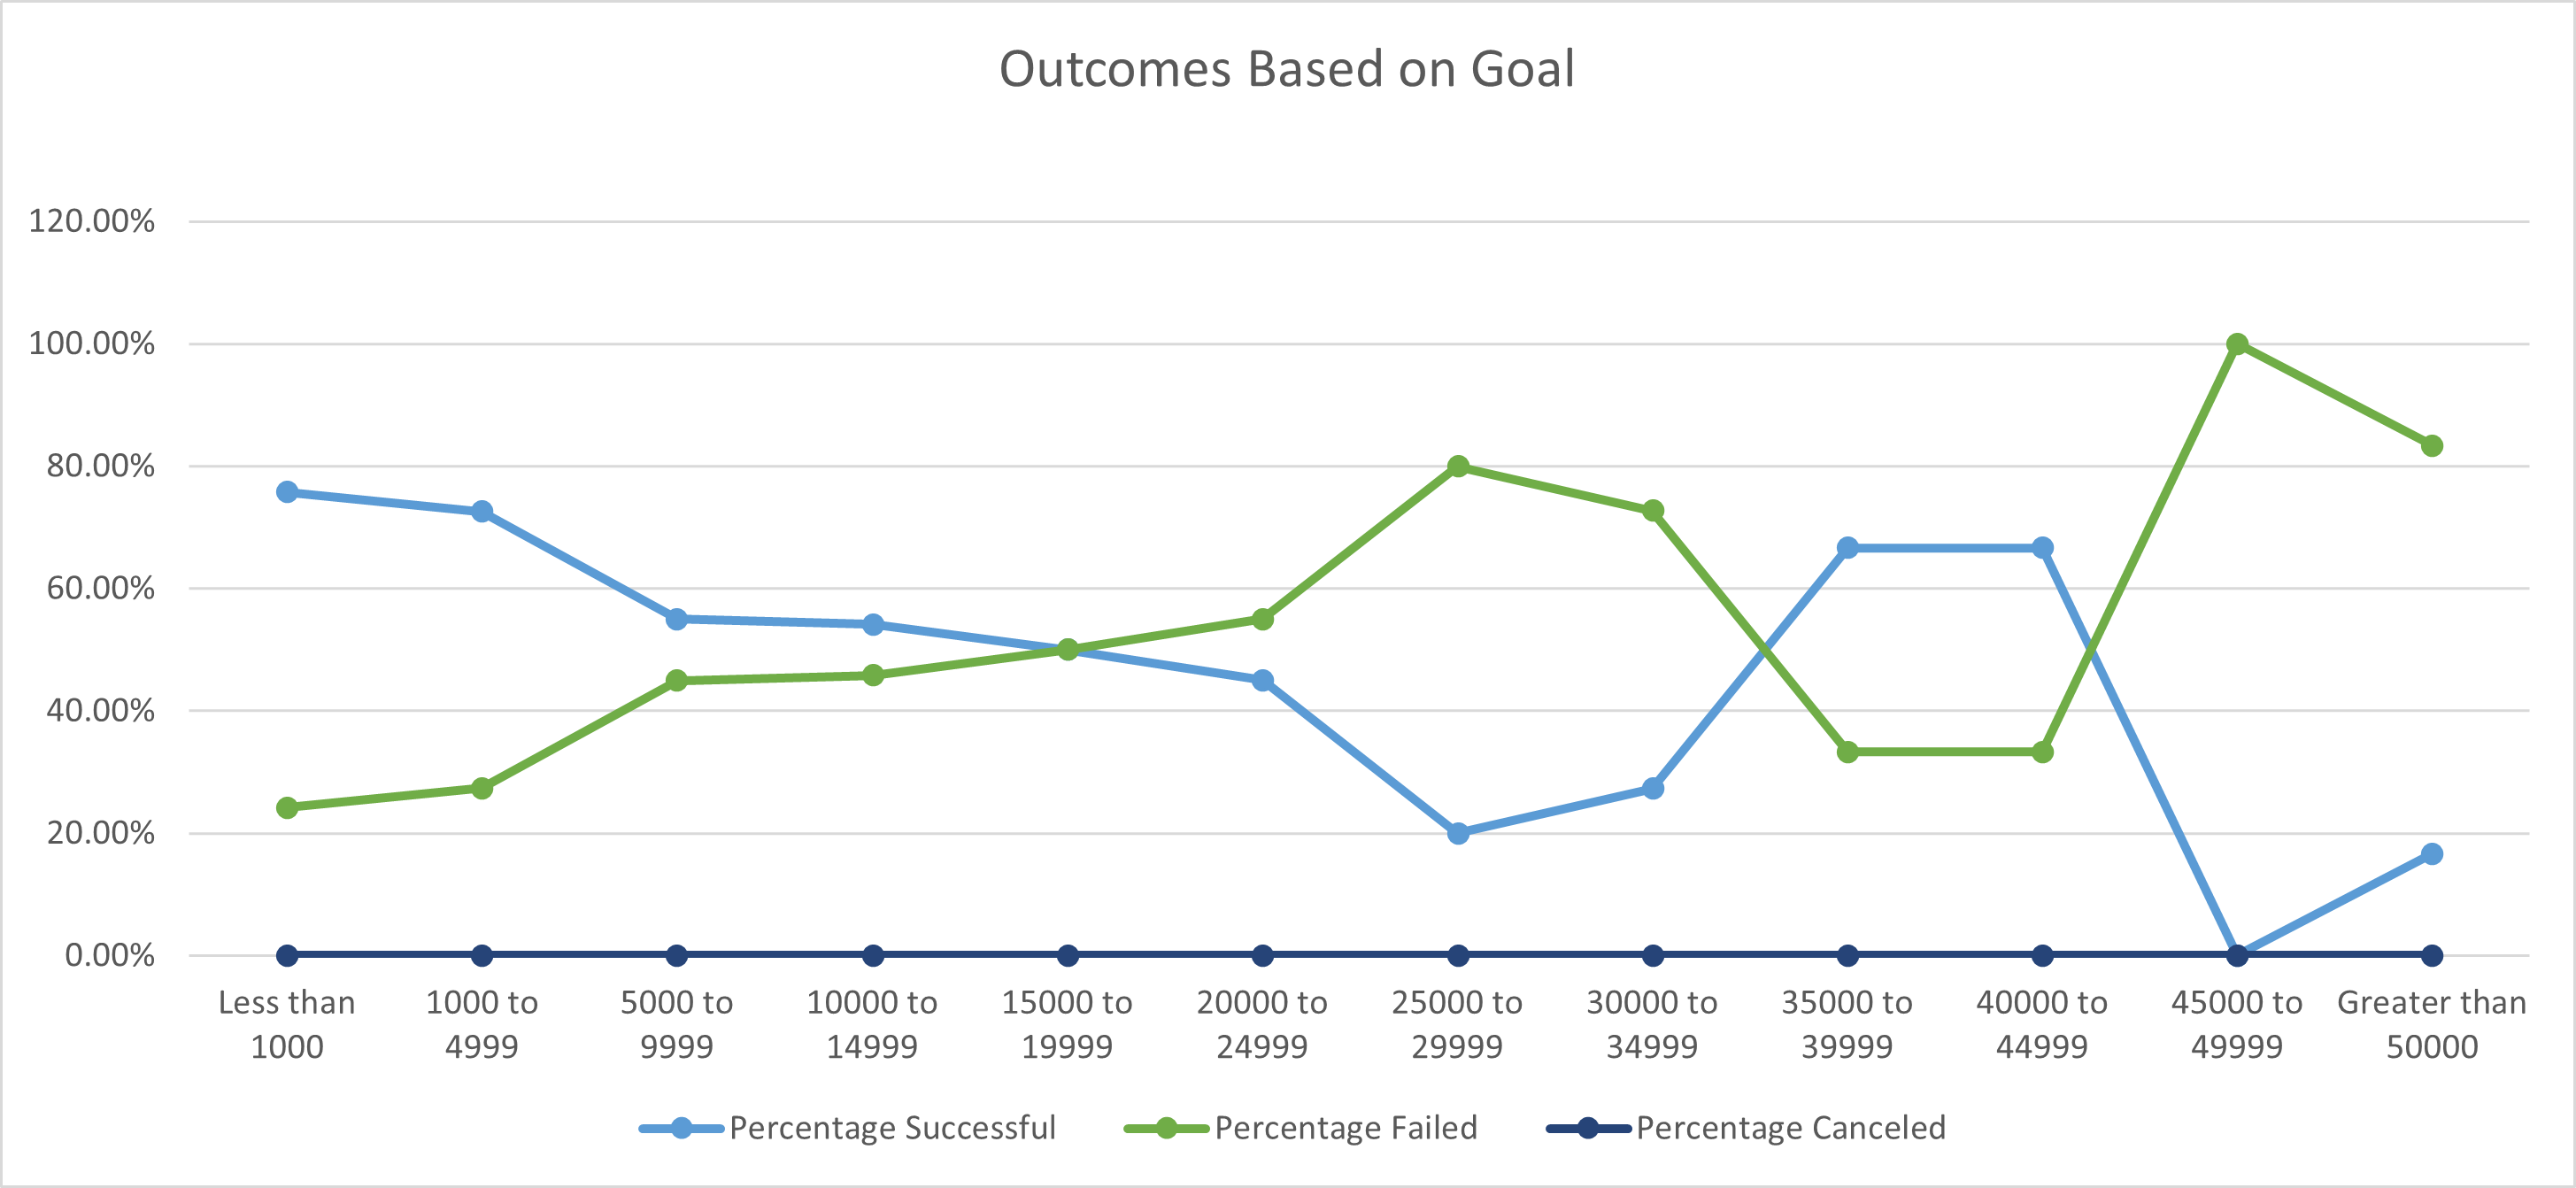 Outcomes Based on Goal
120.00%
100.00%
80.00%
60.00%
40.00%
20.00%
0.00%
Less than 1000 to 5000 to 10000 to 15000 to 20000 to 25000 to 30000 to 35000 to 40000 to 45000 to Greater than
1000 4999 9999 14999 19999 24999 29999 34999 39999 44999 49999 50000
Percentage Successful Percentage Failed Percentage Canceled